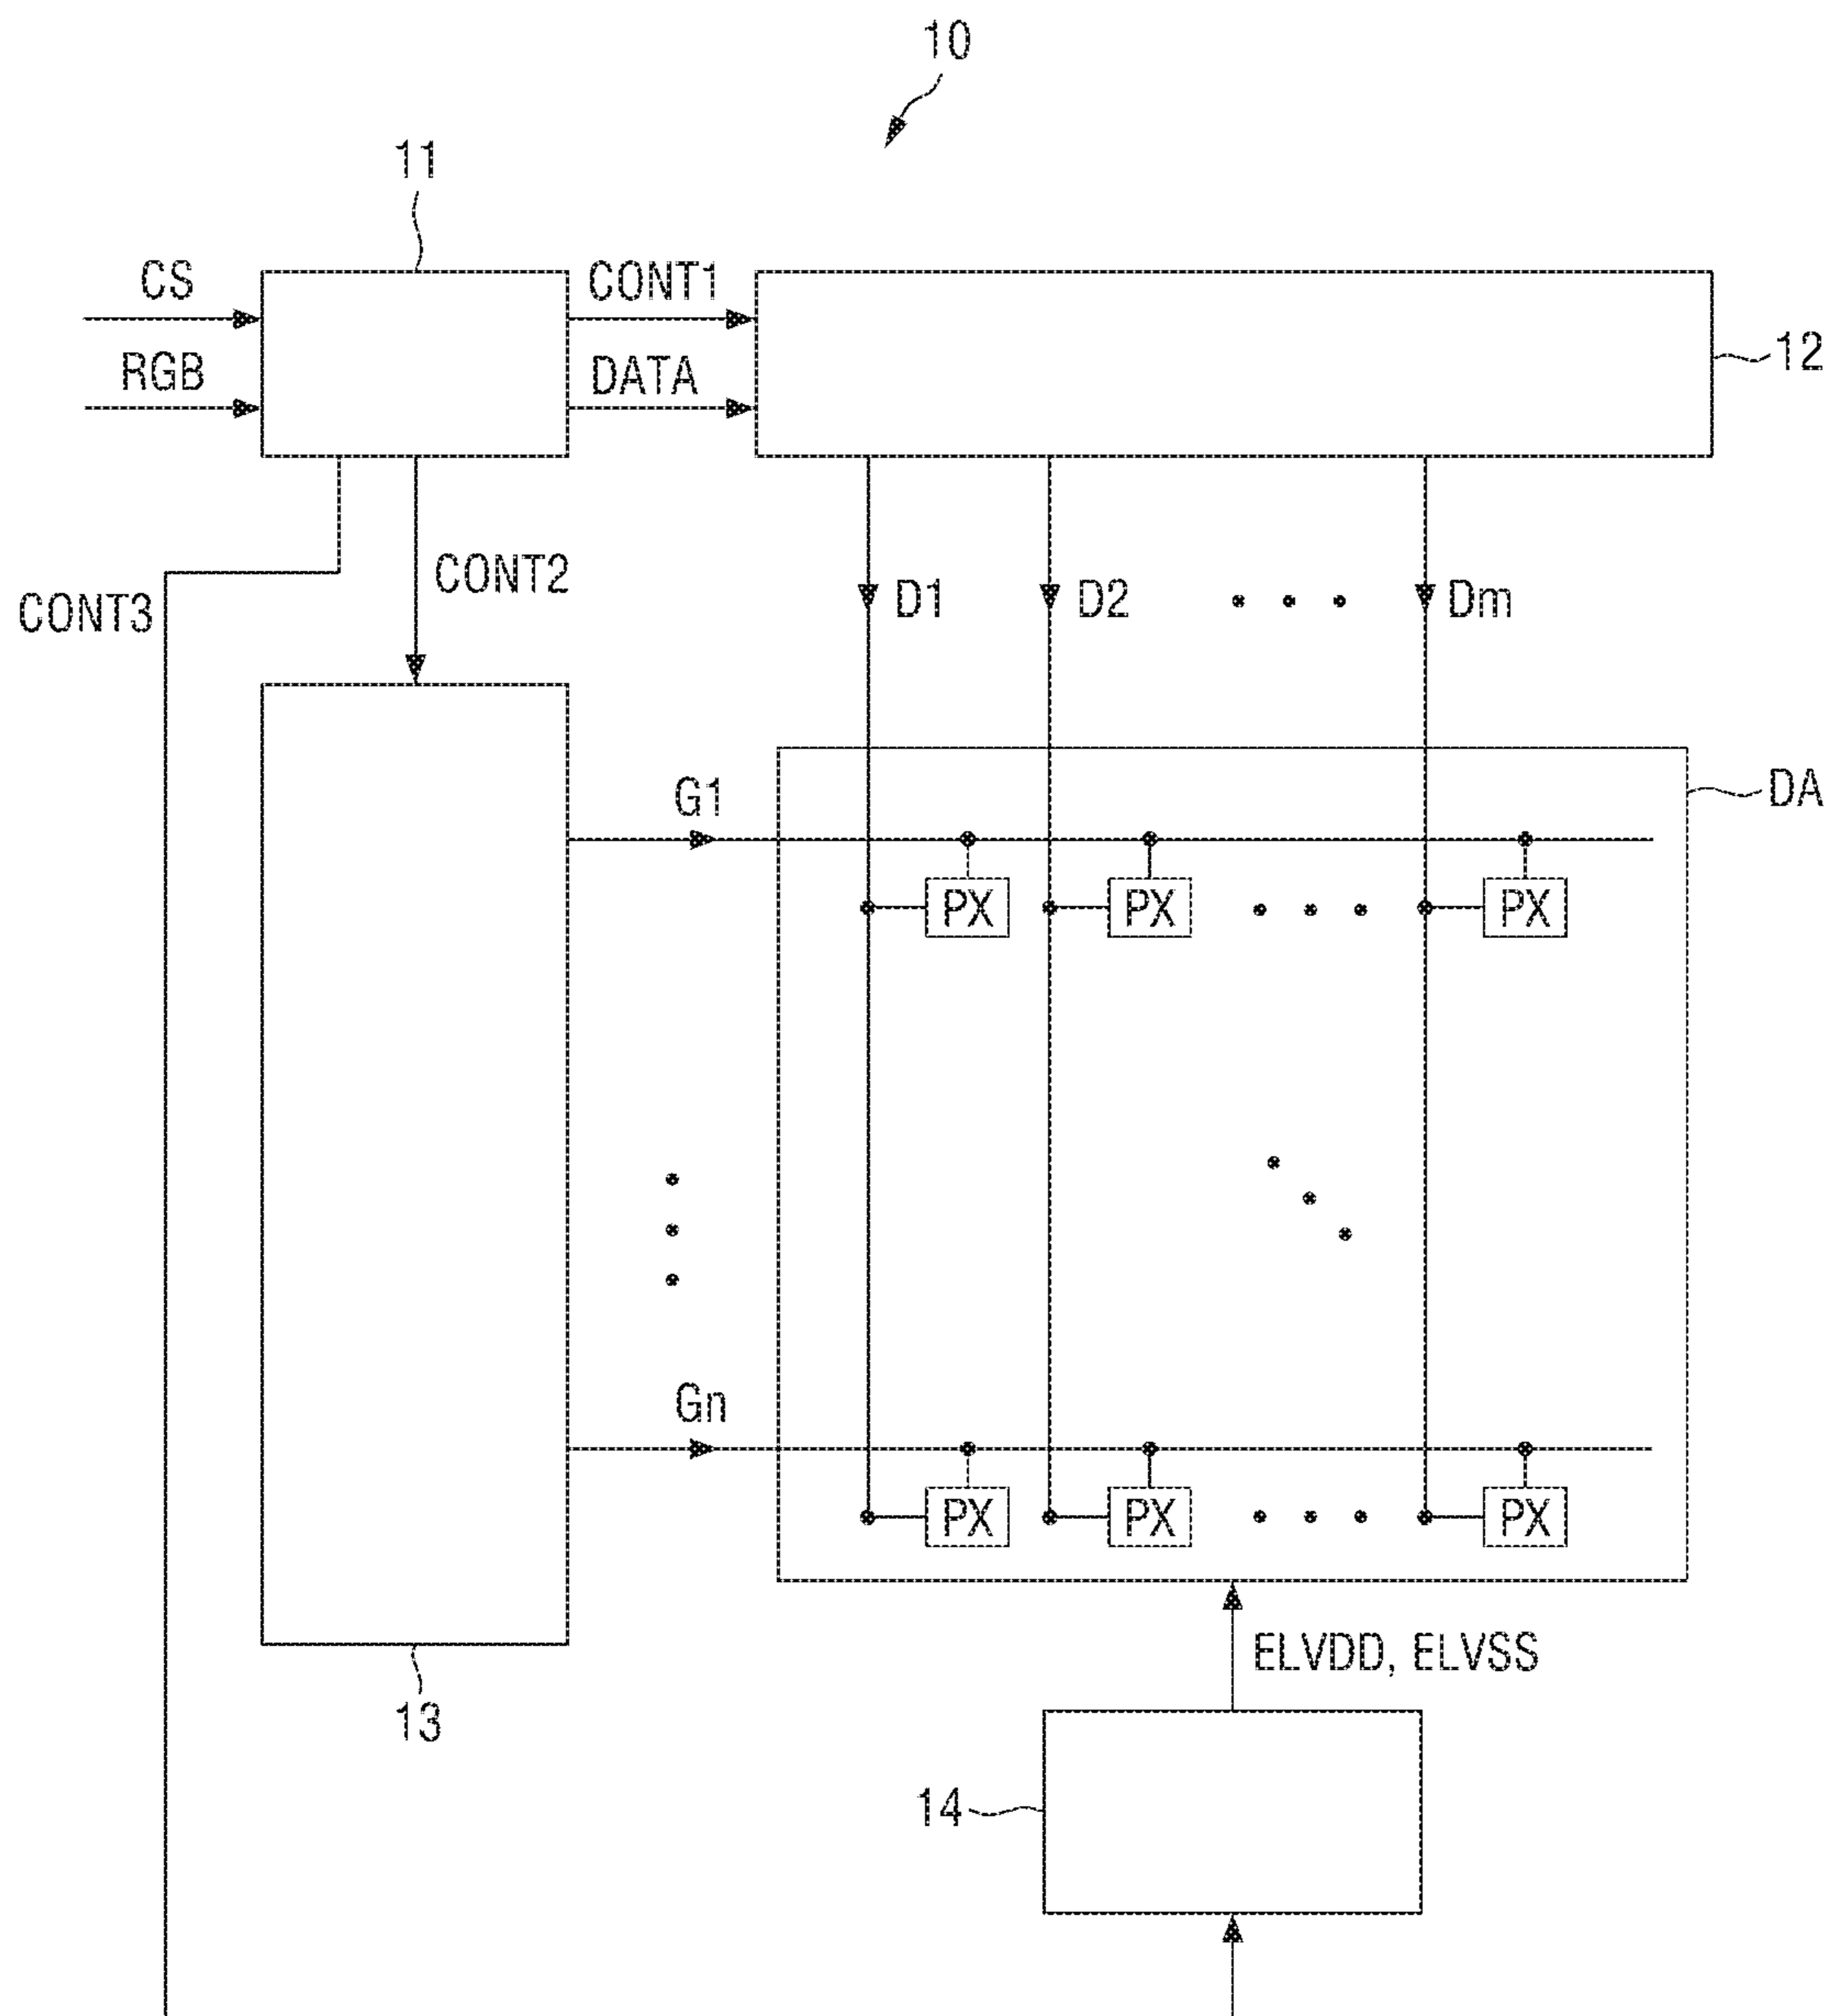 10
11
CS
CONT1
RGB
DATA
12
CONT2
CONT3
D1
D2
Dm
DA
G1
PX
PX
PX
Gn
PX
PX
PX
ELVDD, ELVSS
13
14